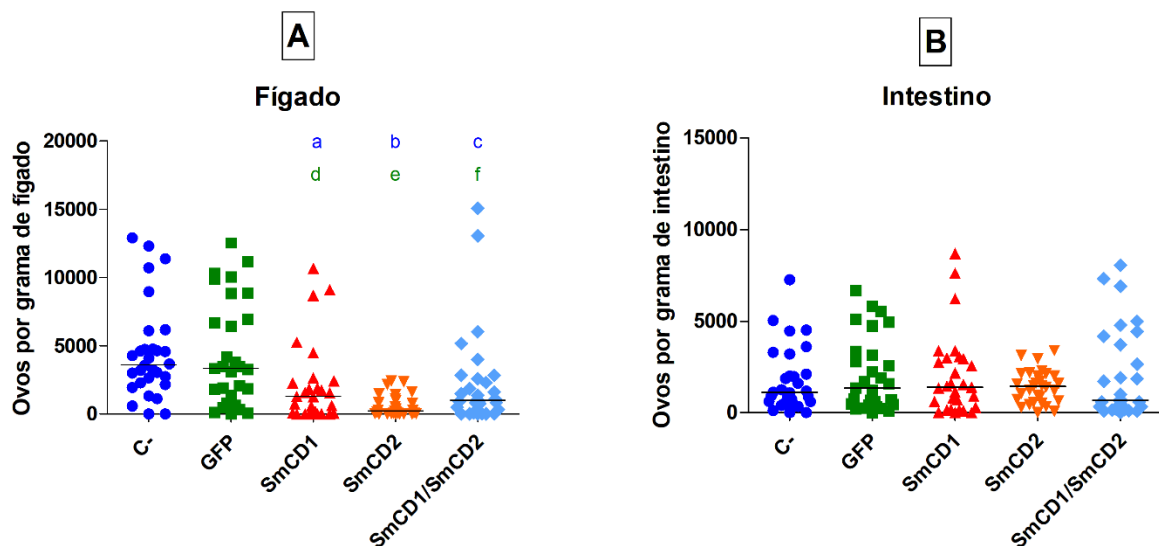 A
Fígado
Ovos por grama de fígado
20000
15000
10000
5000
0
a b c
d e f
C-
GFP
SmCD1
SmCD2
SmCD1/SmCD2
B
Intestino
Ovos por grama de intestino
15000
10000
5000
0
C-
GFP
SmCD1
SmCD2
SmCD1/SmCD2